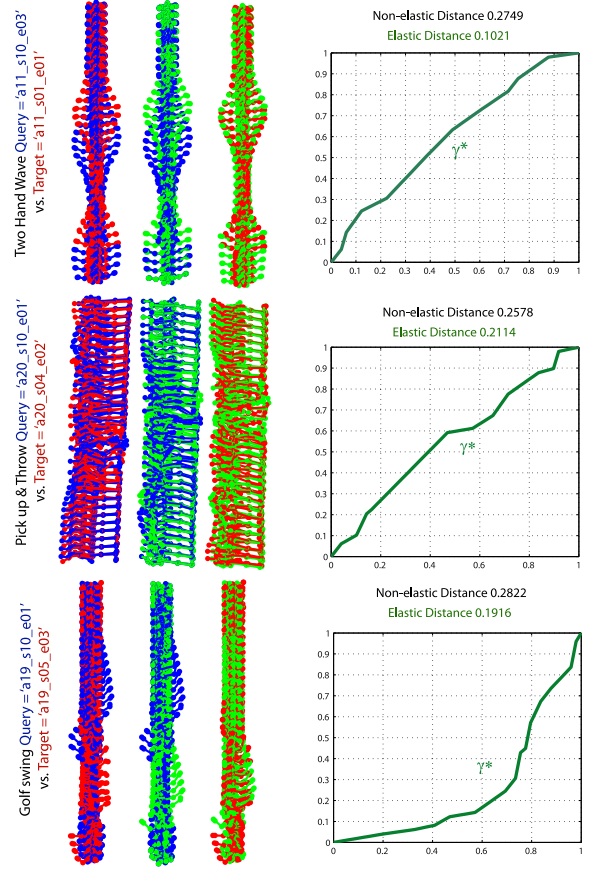 Two Hand Wave Query = 'a11_s10_e03'
vs. Target = 'a11_s01_e01'
Non-elastic Distance 0.2749
Elastic Distance 0.1021
1
0.9
0.8
0.7
0.6
0.5
0.4
0.3
0.2
0.1
0
γ*
0 0.1 0.2 0.3 0.4 0.5 0.6 0.7 0.8 0.9 1
Pick up & Throw Query = 'a20_s10_e01'
vs. Target = 'a20_s04_e02'
Non-elastic Distance 0.2578
Elastic Distance 0.2114
1
0.9
0.8
0.7
0.6
0.5
0.4
0.3
0.2
0.1
0
γ*
0 0.1 0.2 0.3 0.4 0.5 0.6 0.7 0.8 0.9 1
Golf swing Query = 'a19_s10_e01'
vs. Target = 'a19_s05_e03'
Non-elastic Distance 0.2822
Elastic Distance 0.1916
1
0.9
0.8
0.7
0.6
0.5
0.4
0.3
0.2
0.1
0
γ*
0 0.2 0.4 0.6 0.8 1